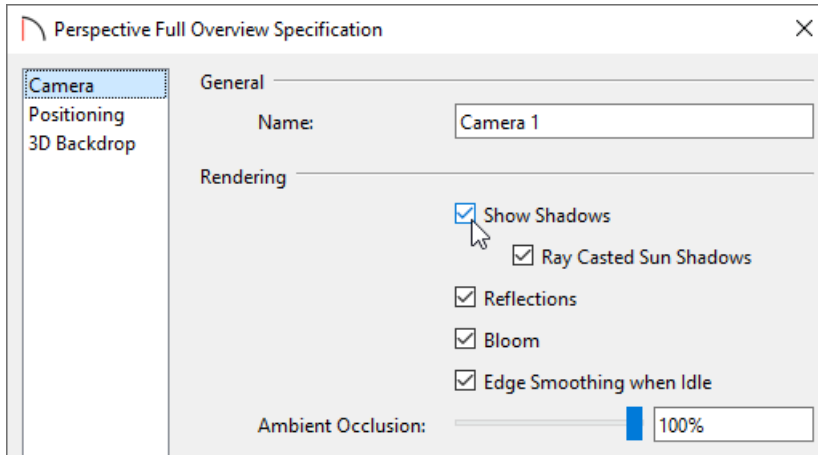 Perspective Full Overview Specification
Camera
Positioning
3D Backdrop
General
Name: Camera 1
Rendering
Show Shadows
Ray Casted Sun Shadows
Reflections
Bloom
Edge Smoothing when Idle
Ambient Occlusion: 100%